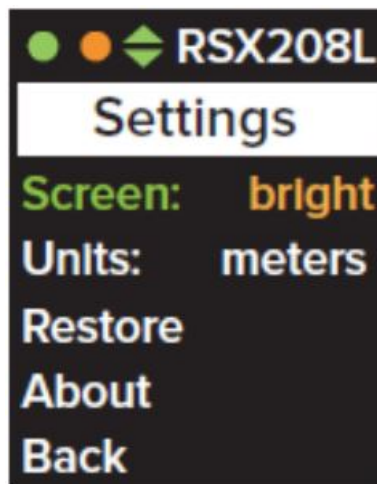 RSX208L
Settings
Screen: bright
Units: meters
Restore
About
Back